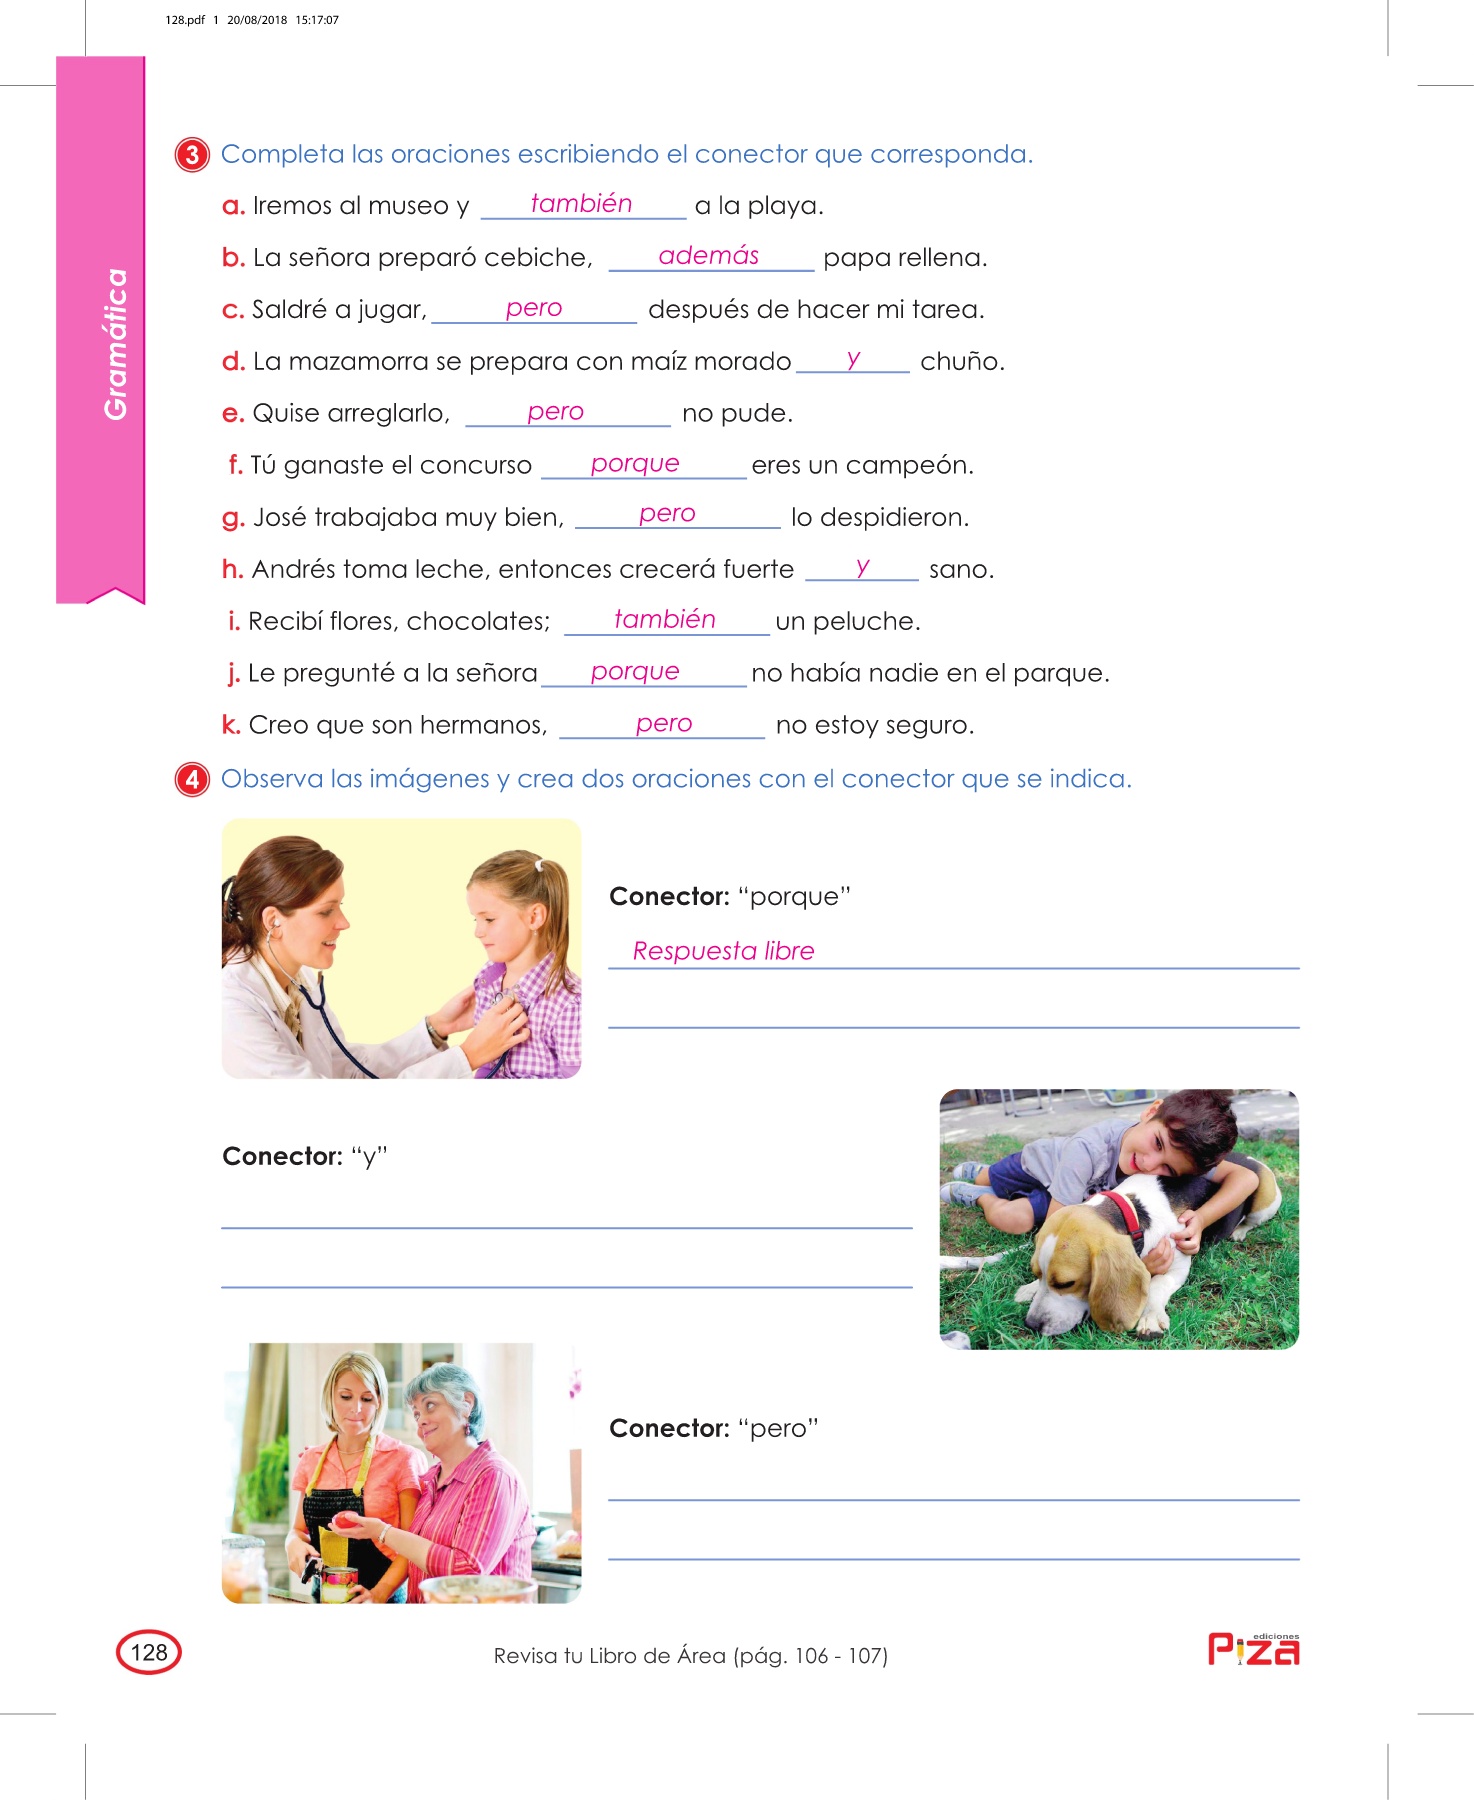 128.pdf 1 20/08/2018 15:17:07
Gramática
3 Completa las oraciones escribiendo el conector que corresponda.
a. Iremos al museo y también a la playa.
b. La señora preparó cebiche, además papa rellena.
c. Saldré a jugar, pero después de hacer mi tarea.
d. La mazamorra se prepara con maíz morado y chuño.
e. Quise arreglarlo, pero no pude.
f. Tú ganaste el concurso porque eres un campeón.
g. José trabajaba muy bien, pero lo despidieron.
h. Andrés toma leche, entonces crecerá fuerte y sano.
i. Recibí flores, chocolates; también un peluche.
j. Le pregunté a la señora porque no había nadie en el parque.
k. Creo que son hermanos, pero no estoy seguro.
4 Observa las imágenes y crea dos oraciones con el conector que se indica.
Conector: “porque”
Respuesta libre
Conector: “y”
Conector: “pero”
128
Revisa tu Libro de Área (pág. 106 - 107)
ediciones
Piza